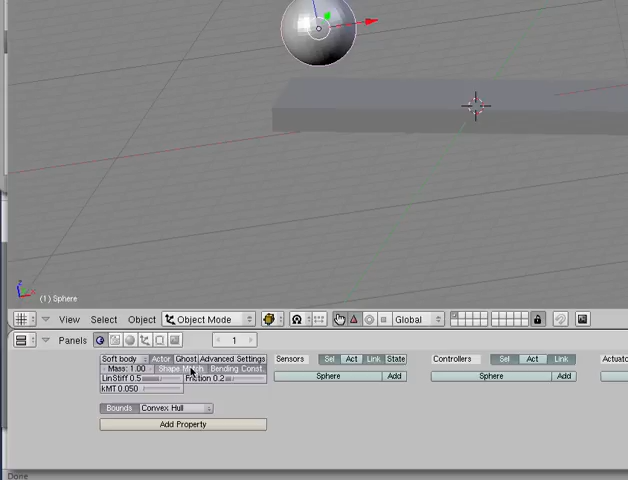 (1) Sphere
View Select Object Object Mode Global
Panels 1
Soft body Actor Ghost Advanced Settings Sensors Sel Act Link State Controllers Sel Act Link Actuato
Mass: 1.00 Shape Match Bending Const. Sphere Add Sphere Add
LinStiff 0.5 Friction 0.2
kMT 0.050
Bounds Convex Hull
Add Property
Done